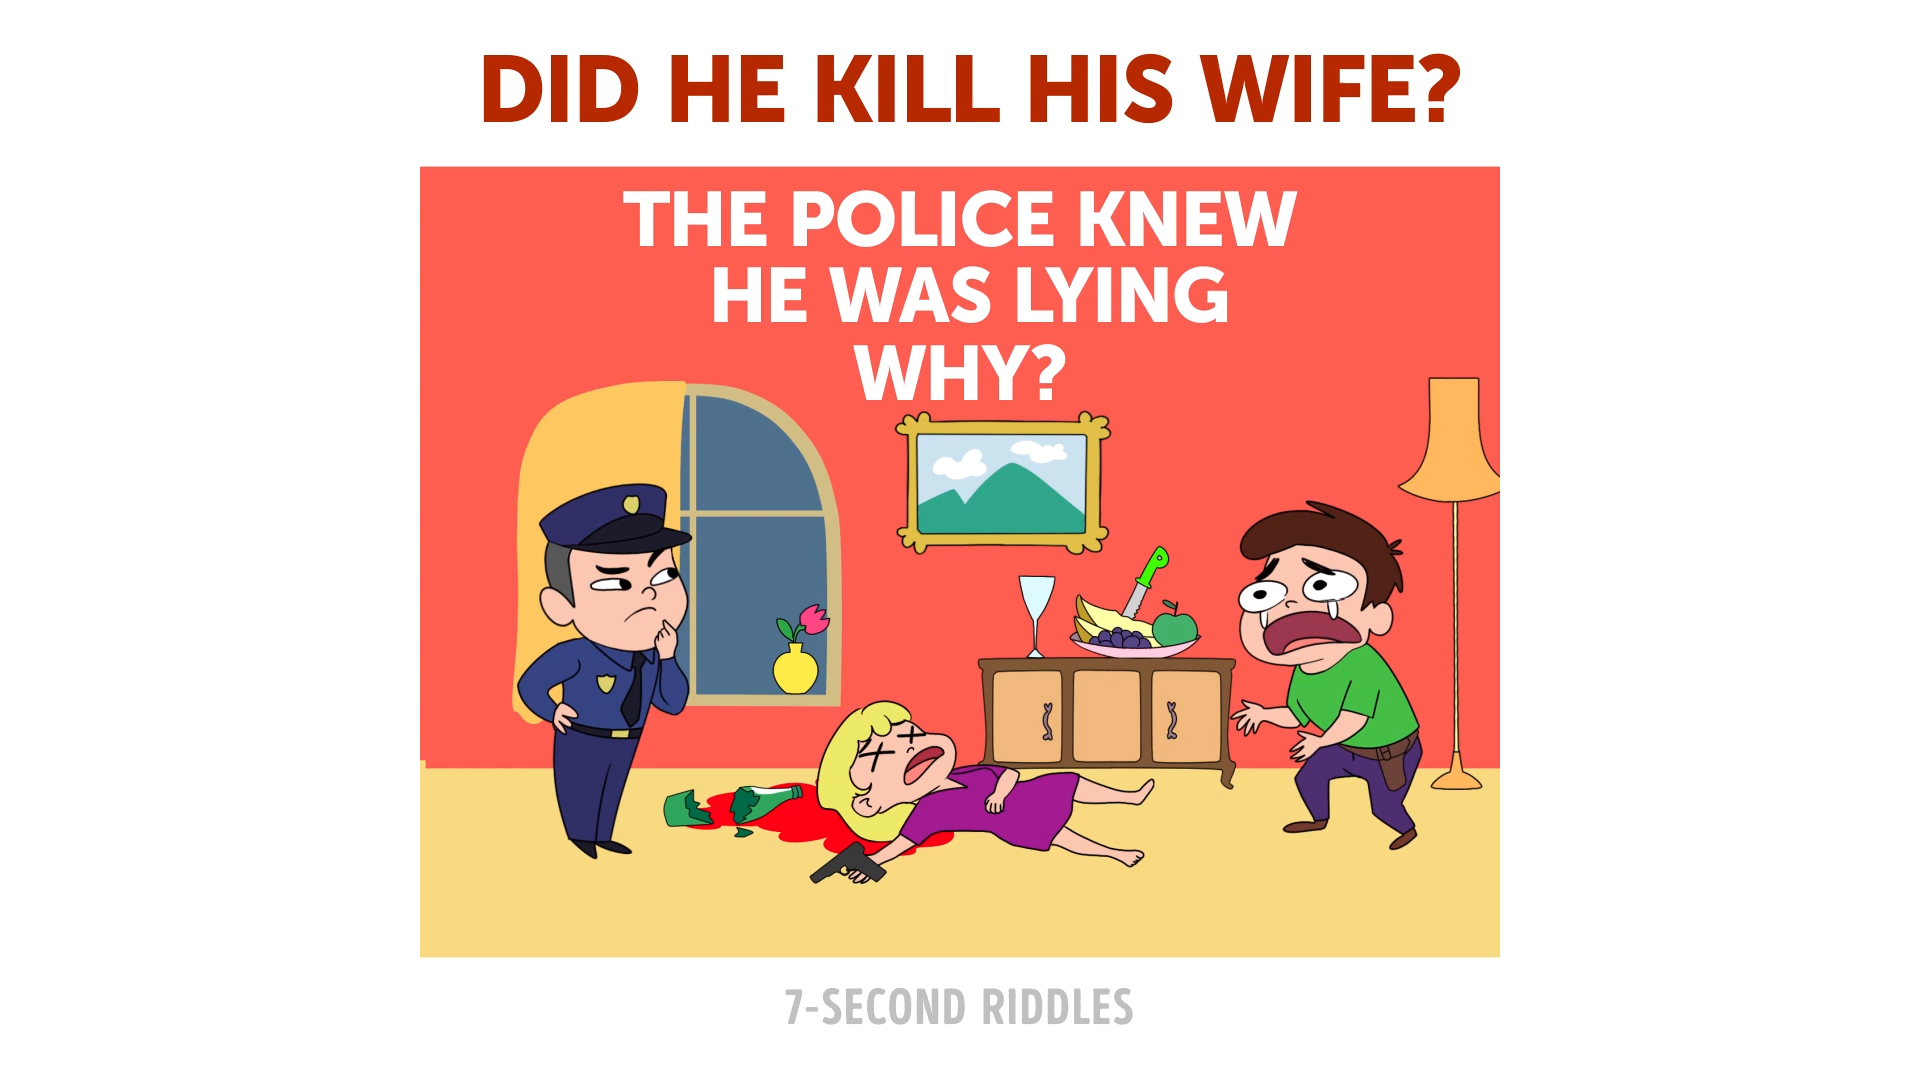 DID HE KILL HIS WIFE?
THE POLICE KNEW
HE WAS LYING
WHY?
7-SECOND RIDDLES